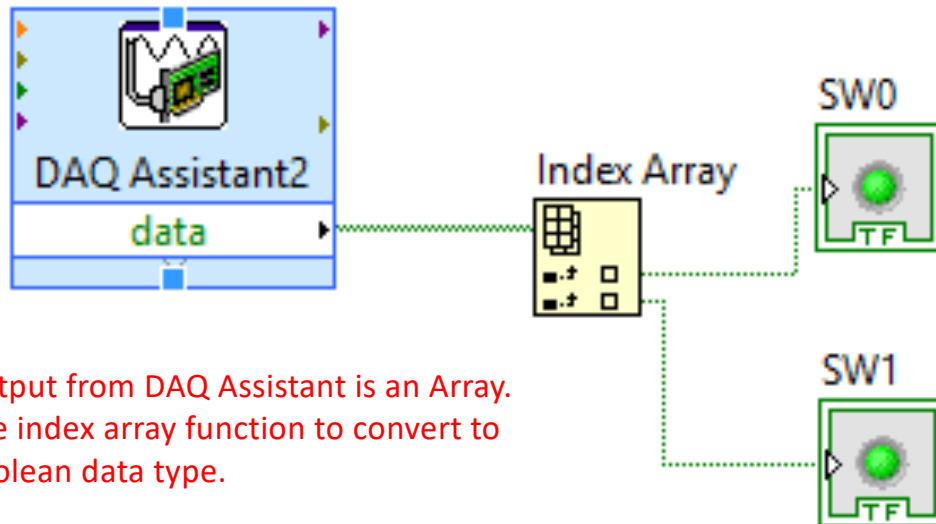 SW0
DAQ Assistant2
Index Array
data
TF
SW1
from DAQ Assistant is an Array.
index array function to convert to
data type.
TF